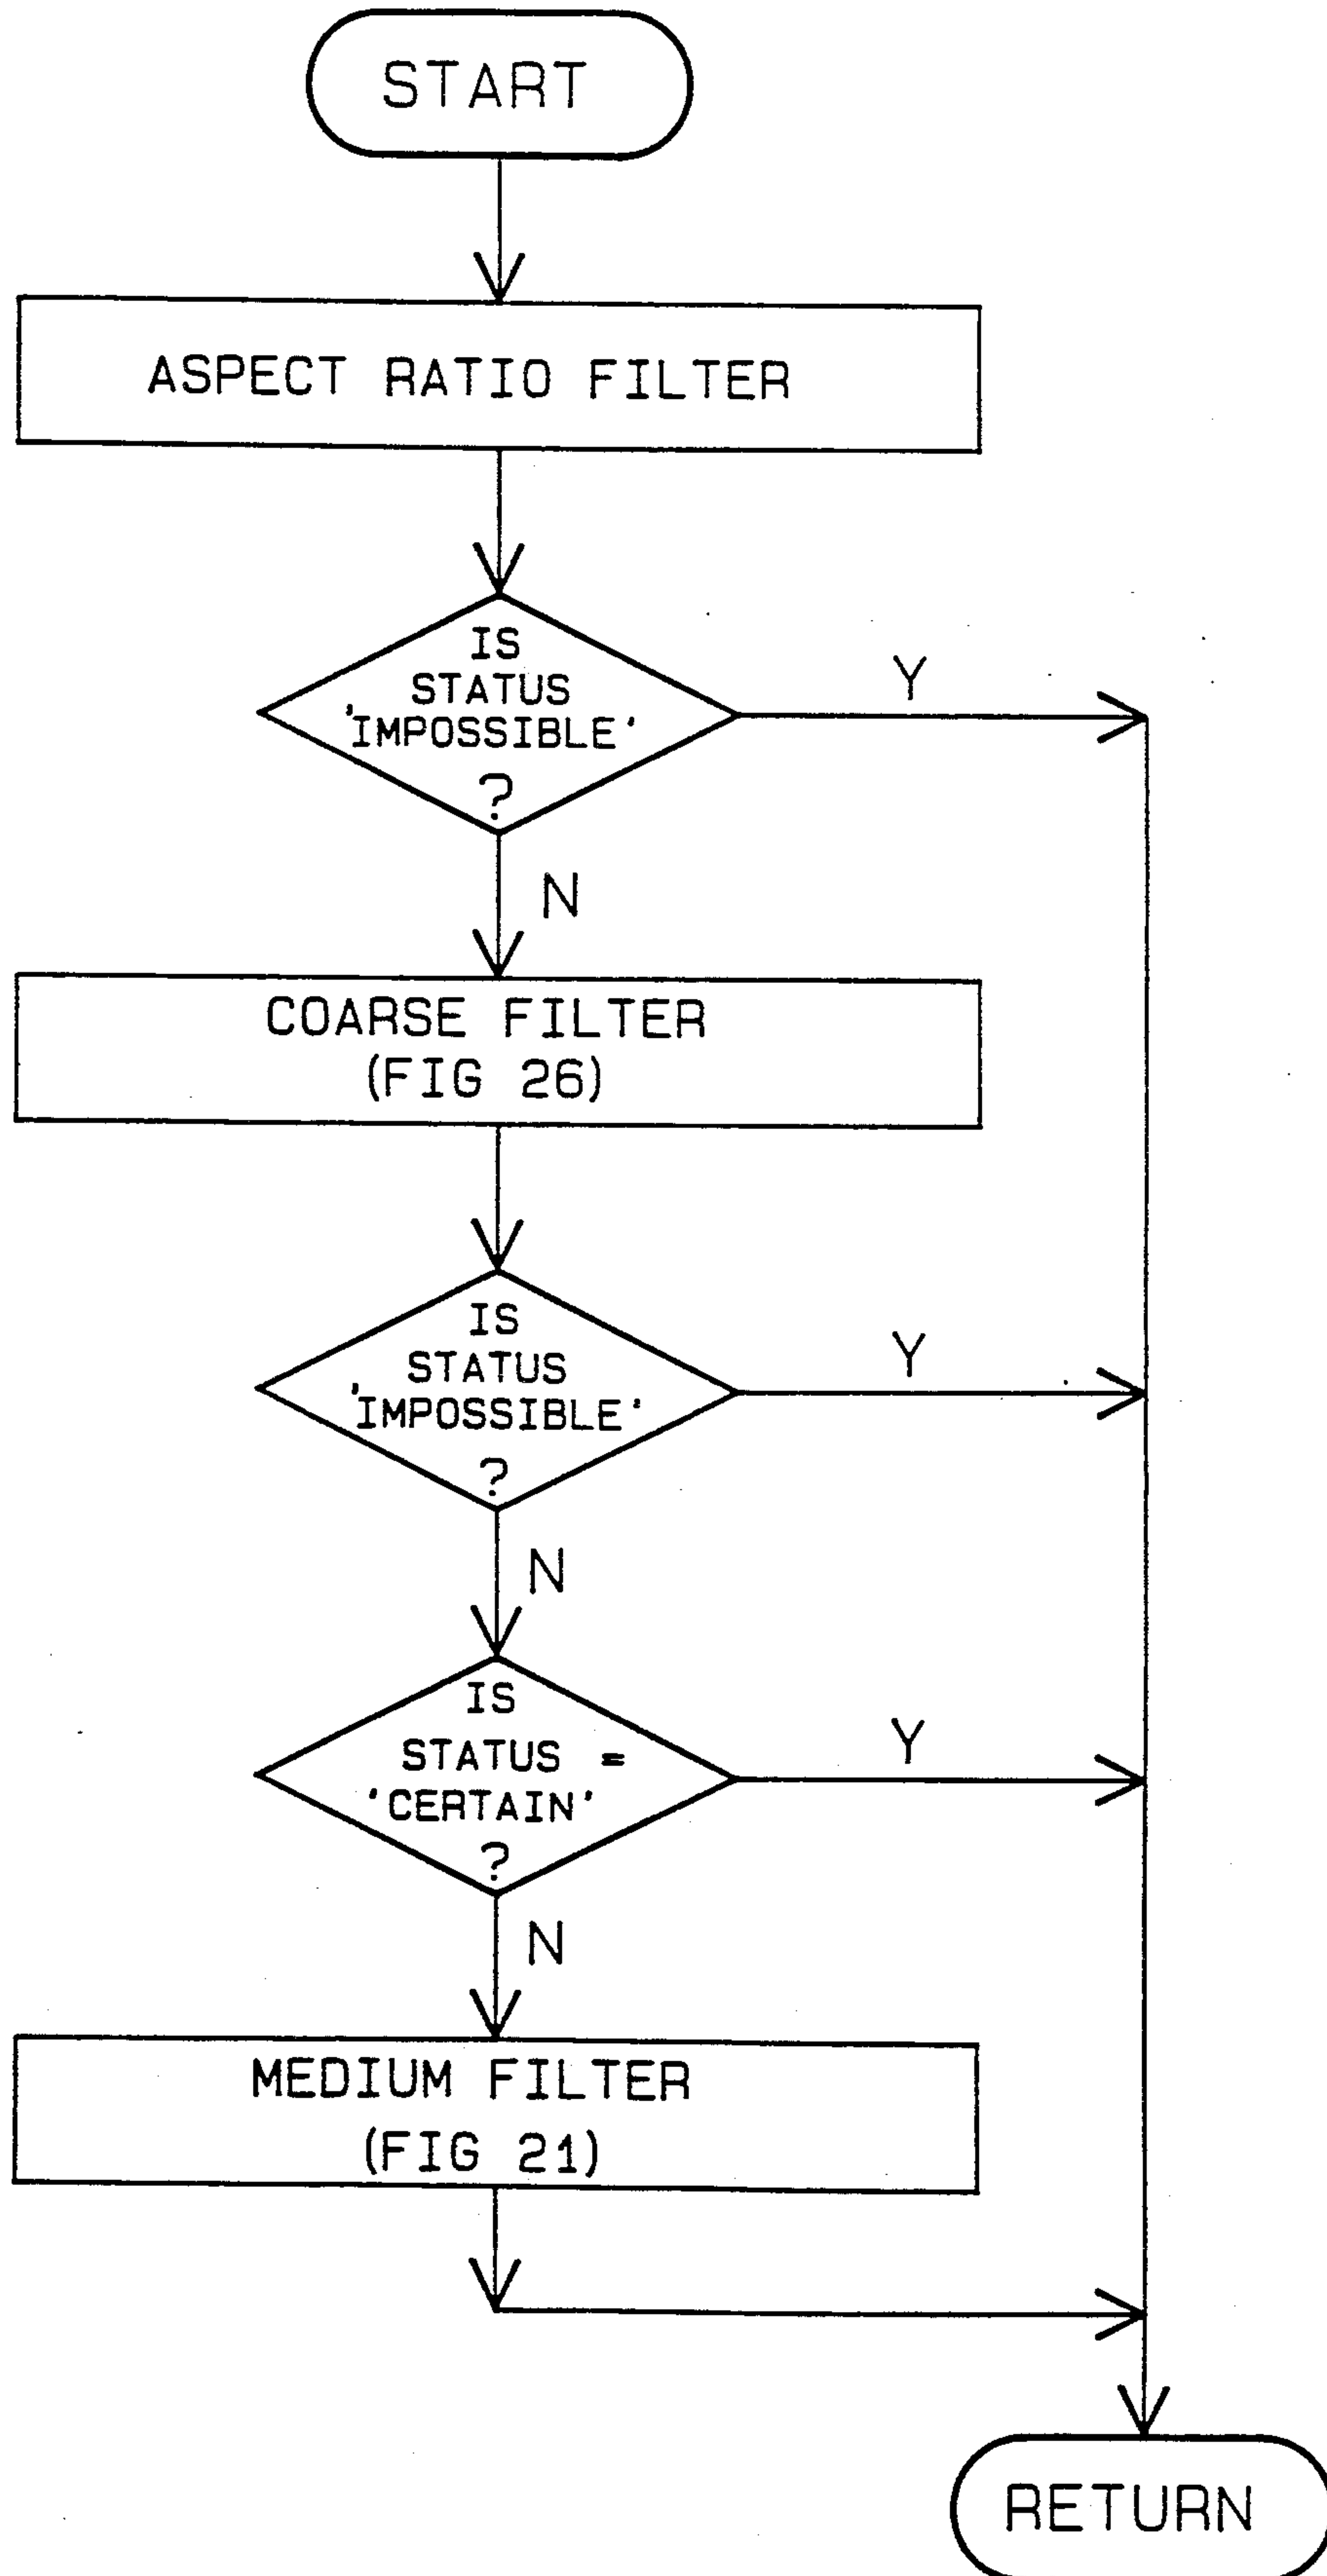 START
ASPECT RATIO FILTER
IS
STATUS
'IMPOSSIBLE'
?
Y
N
COARSE FILTER
(FIG 26)
IS
STATUS
'IMPOSSIBLE'
?
Y
N
IS
STATUS =
'CERTAIN'
?
Y
N
MEDIUM FILTER
(FIG 21)
RETURN